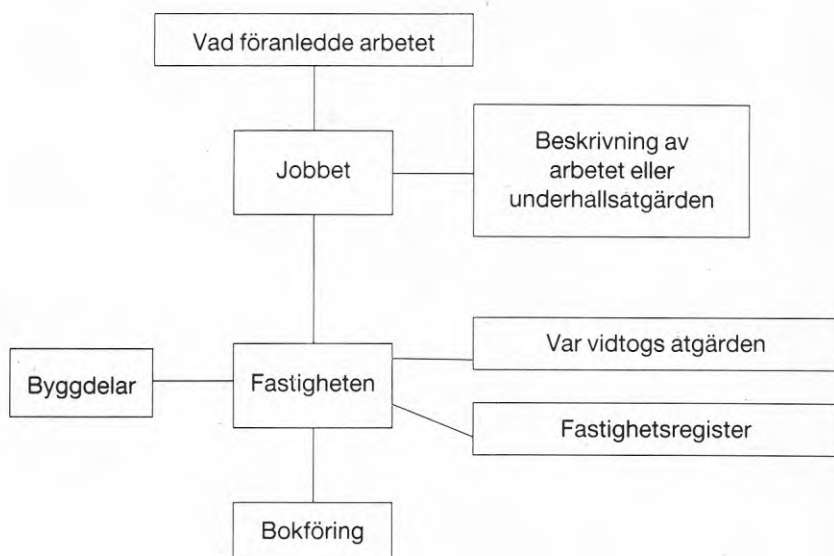 Vad föranledde arbetet
Jobbet
Beskrivning av
arbetet eller
underhallsatgärden
Var vidtogs atgärden
Byggdelar
Fastigheten
Fastighetsregister
Bokföring